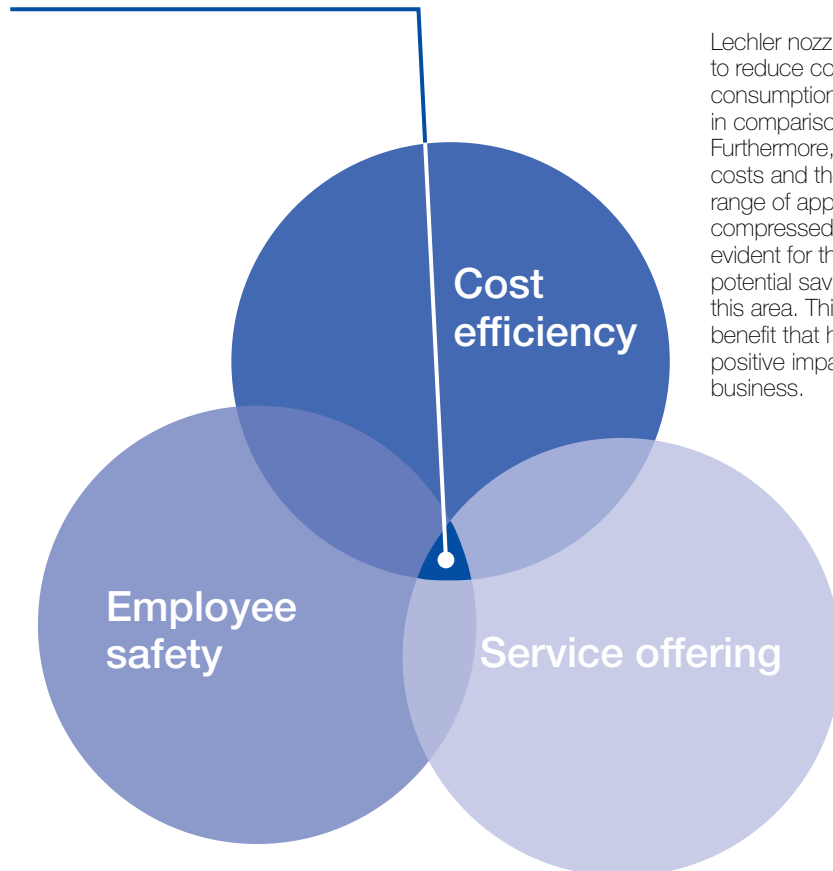 Lechler nozz
to reduce co
consumption
in compariso
Furthermore,
costs and the
range of app
compressed
evident for th
potential sav
this area. Thi
benefit that h
positive impa
business.
Cost
efficiency
Employee
safety
Service offering